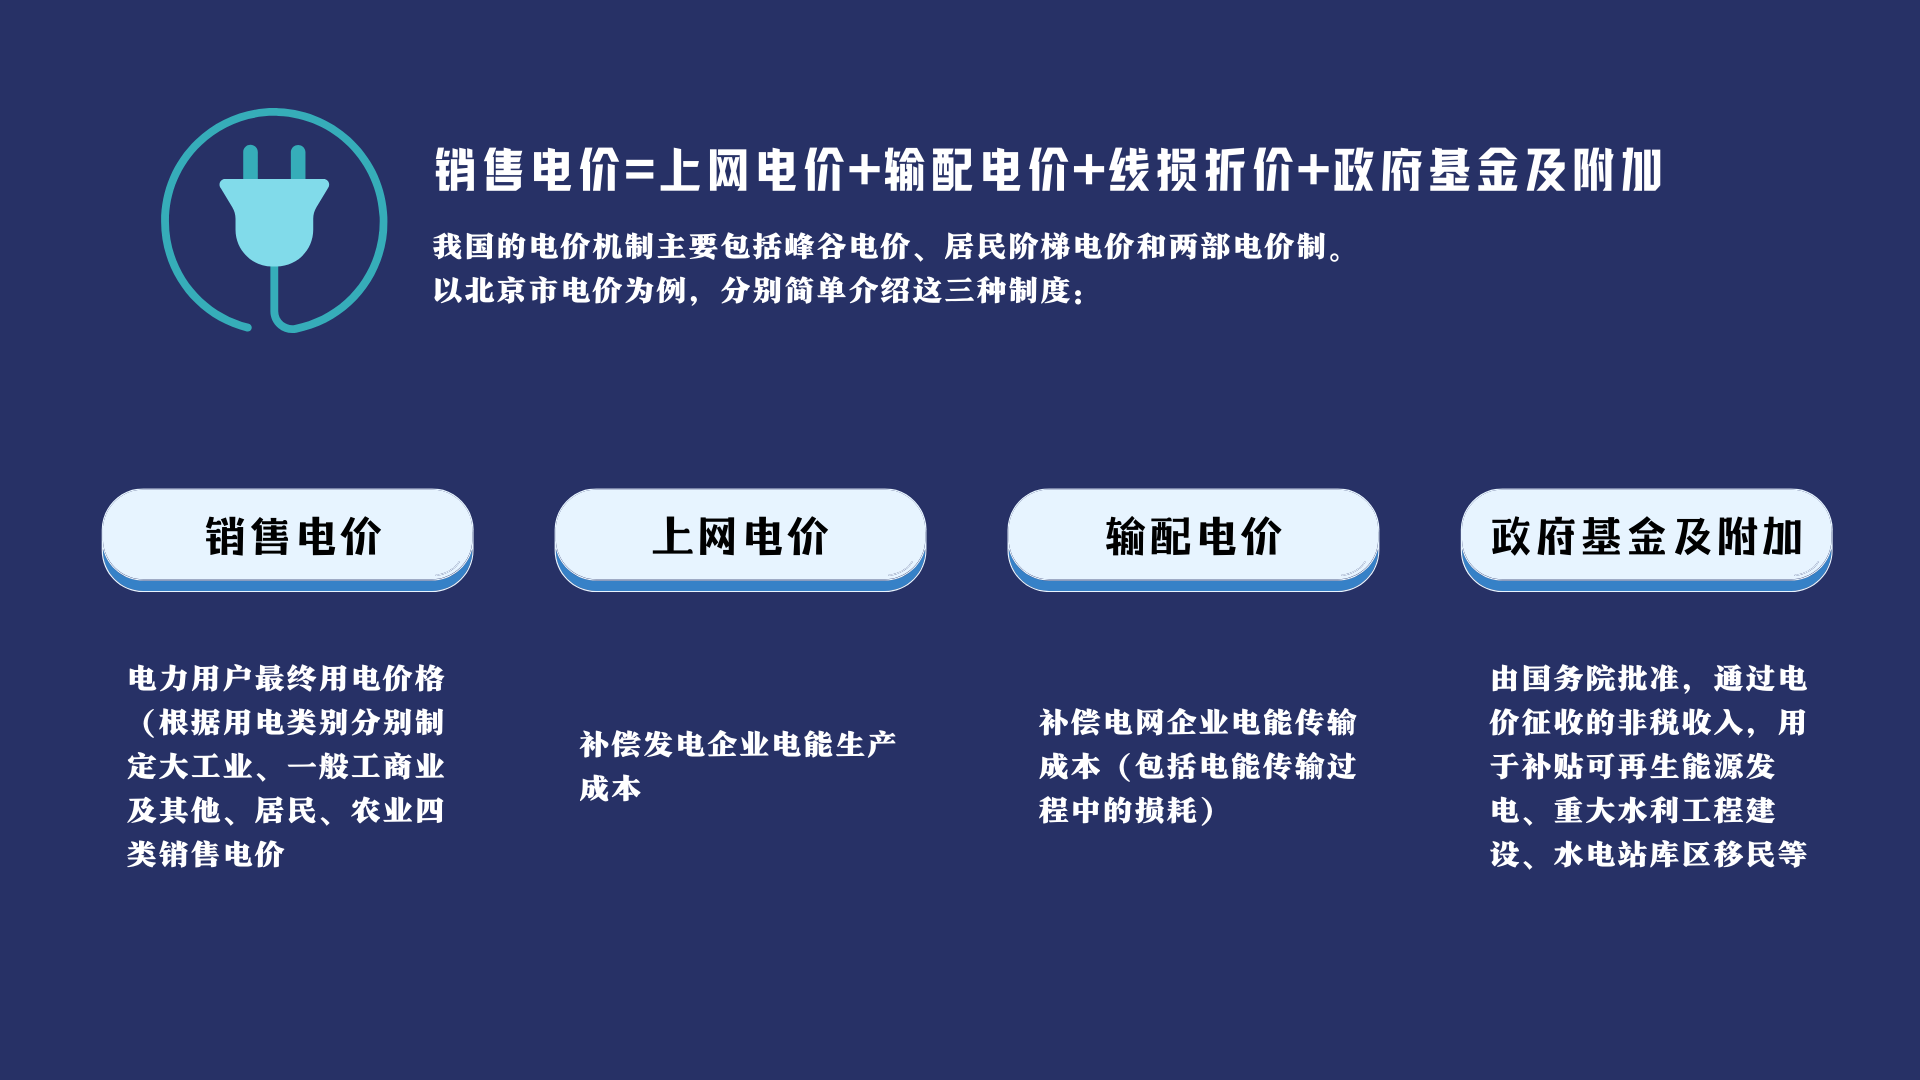 销售电价=上网电价+输配电价+线损折价+政府基金及附加
我国的电价机制主要包括峰谷电价、居民阶梯电价和两部电价制。
以北京市电价为例，分别简单介绍这三种制度：
销售电价
上网电价
输配电价
政府基金及附加
电力用户最终用电价格
（根据用电类别分别制
定大工业、一般工商业
及其他、居民、农业四
类销售电价
补偿发电企业电能生产
成本
补偿电网企业电能传输
成本（包括电能传输过
程中的损耗）
由国务院批准，通过电
价征收的非税收入，用
于补贴可再生能源发
电、重大水利工程建
设、水电站库区移民等